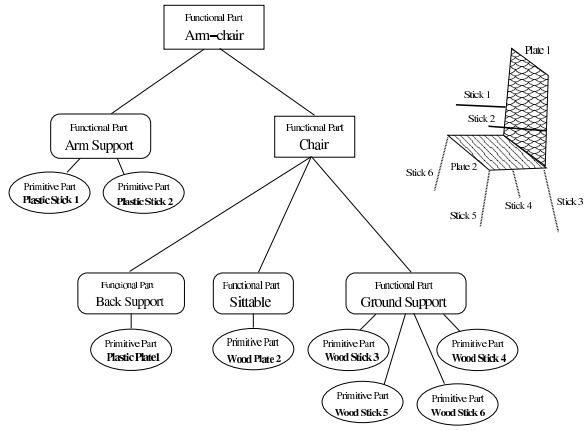 Functional Part
Arm-chair
Plate 1
Stick 1
Stick 2
Functional Part
Arm Support
Functional Part
Chair
Stick 6
Plate 2
Primitive Part
Plastic Stick 1
Primitive Part
Plastic Stick 2
Stick 5
Stick 4
Stick 3
Functional Part
Back Support
Functional Part
Sittable
Functional Part
Ground Support
Primitive Part
Plastic Plate1
Primitive Part
Wood Plate 2
Primitive Part
Wood Stick 3
Primitive Part
Wood Stick 4
Primitive Part
Wood Stick 5
Primitive Part
Wood Stick 6